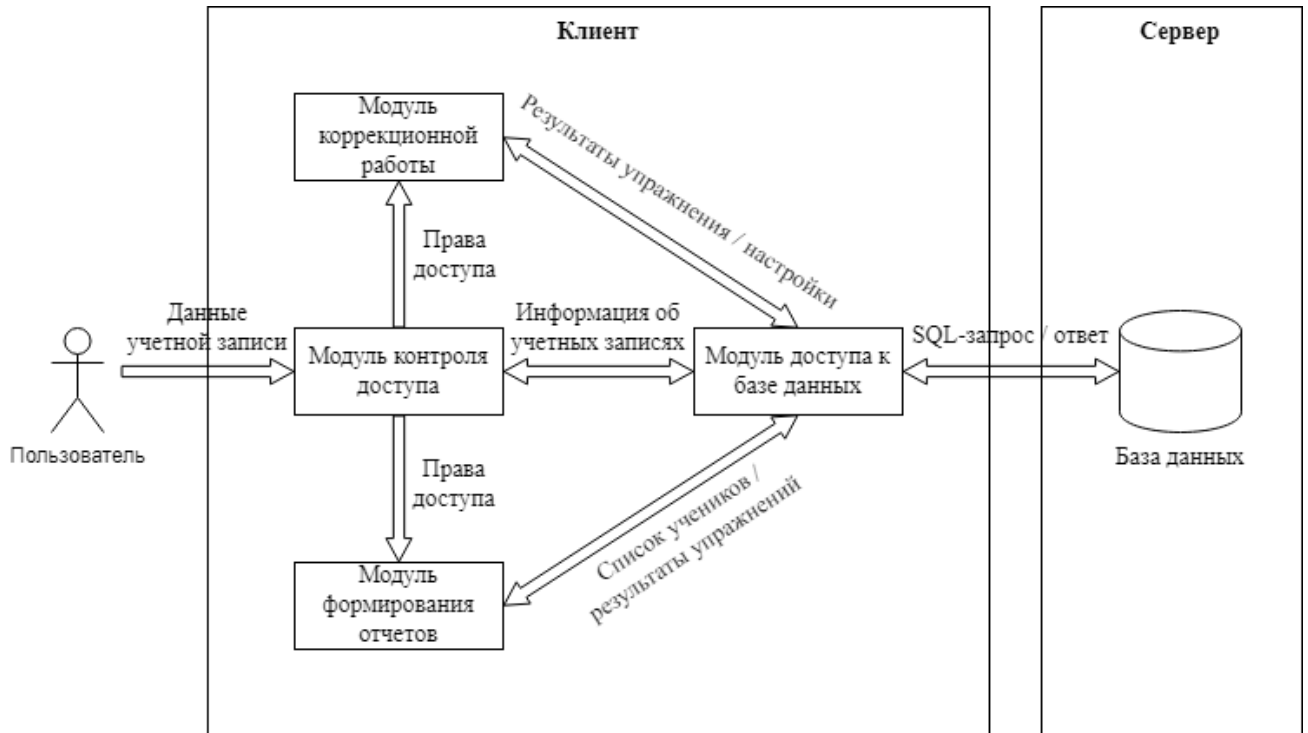 Клиент
Сервер
Модуль
коррекционной
работы
Результаты упражнения / настройки
Права
доступа
Данные
учетной записи
Информация об
учетных записях
SQL-запрос / ответ
Модуль контроля
доступа
Модуль доступа к
базе данных
Пользователь
База данных
Права
доступа
Список учеников /
результаты упражнений
Модуль
формирования
отчетов